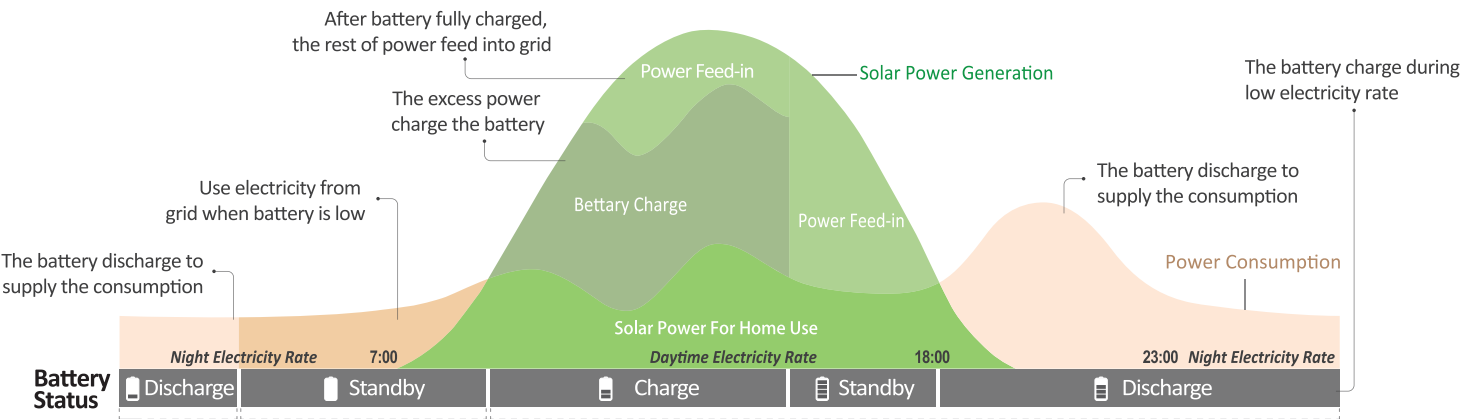 After battery fully charged,
the rest of power feed into grid
Power Feed-in
Solar Power Generation
The battery charge during
low electricity rate
The excess power
charge the battery
Use electricity from
grid when battery is low
Bettary Charge
Power Feed-in
The battery discharge to
supply the consumption
The battery discharge to
supply the consumption
Power Consumption
Solar Power For Home Use
Night Electricity Rate 7:00 Daytime Electricity Rate 18:00 23:00 Night Electricity Rate
Battery
Status
Discharge Standby Charge Standby Discharge